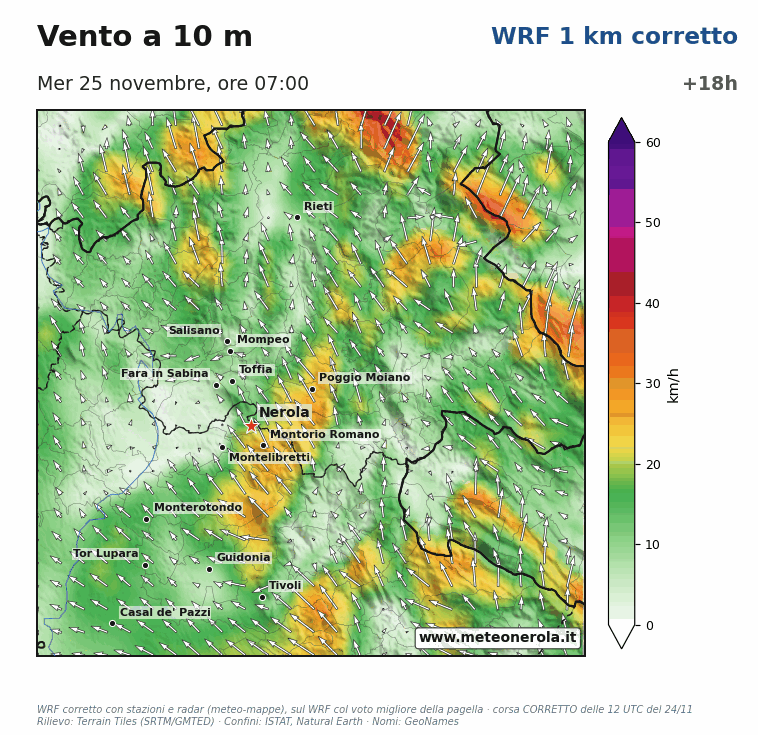 Vento a 10 m
WRF 1 km corretto
Mer 25 novembre, ore 07:00
+18h
Rieti
Salisano
Mompeo
Fara in Sabina
Toffia
Poggio Moiano
Nerola
Montorio Romano
Montelibretti
Monterotondo
Tor Lupara
Guidonia
Tivoli
Casal de' Pazzi
www.meteonerola.it
60
50
40
30
20
10
0
km/h
WRF corretto con stazioni e radar (meteo-mappe), sul WRF col voto migliore della pagella · corsa CORRETTO delle 12 UTC del 24/11
Rilievo: Terrain Tiles (SRTM/GMTED) · Confini: ISTAT, Natural Earth · Nomi: GeoNames